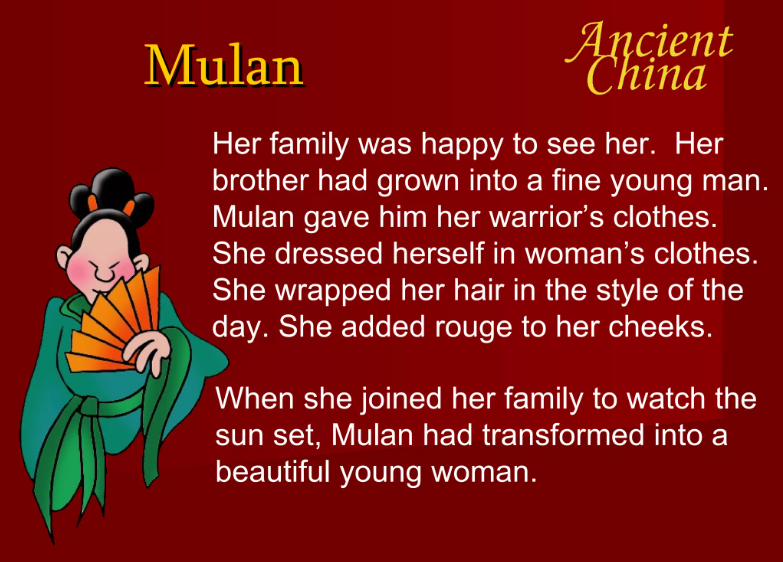 Mulan
Ancient
China
Her family was happy to see her.  Her
brother had grown into a fine young man.
Mulan gave him her warrior’s clothes.
She dressed herself in woman’s clothes.
She wrapped her hair in the style of the
day. She added rouge to her cheeks.
When she joined her family to watch the
sun set, Mulan had transformed into a
beautiful young woman.